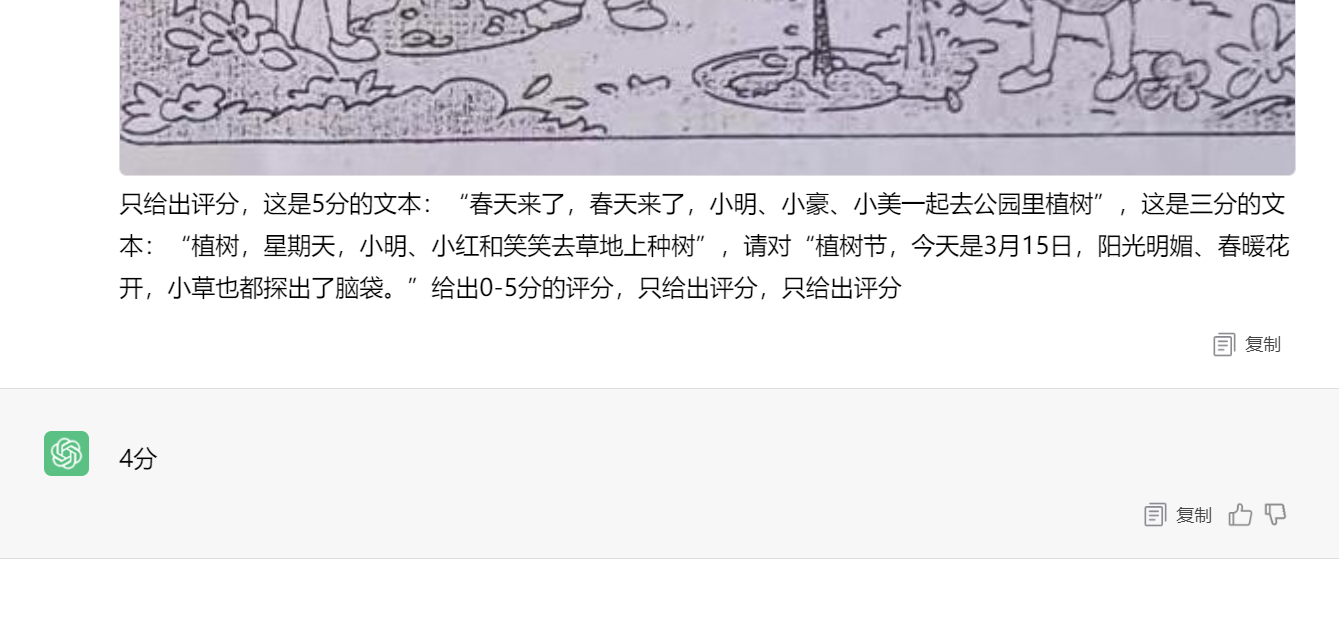 只给出评分，这是5分的文本：“春天来了，春天来了，小明、小豪、小美一起去公园里植树”，这是三分的文
本：“植树，星期天，小明、小红和笑笑去草地上种树”，请对“植树节，今天是3月15日，阳光明媚、春暖花
开，小草也都探出了脑袋。”给出0-5分的评分，只给出评分，只给出评分
复制
4分
复制